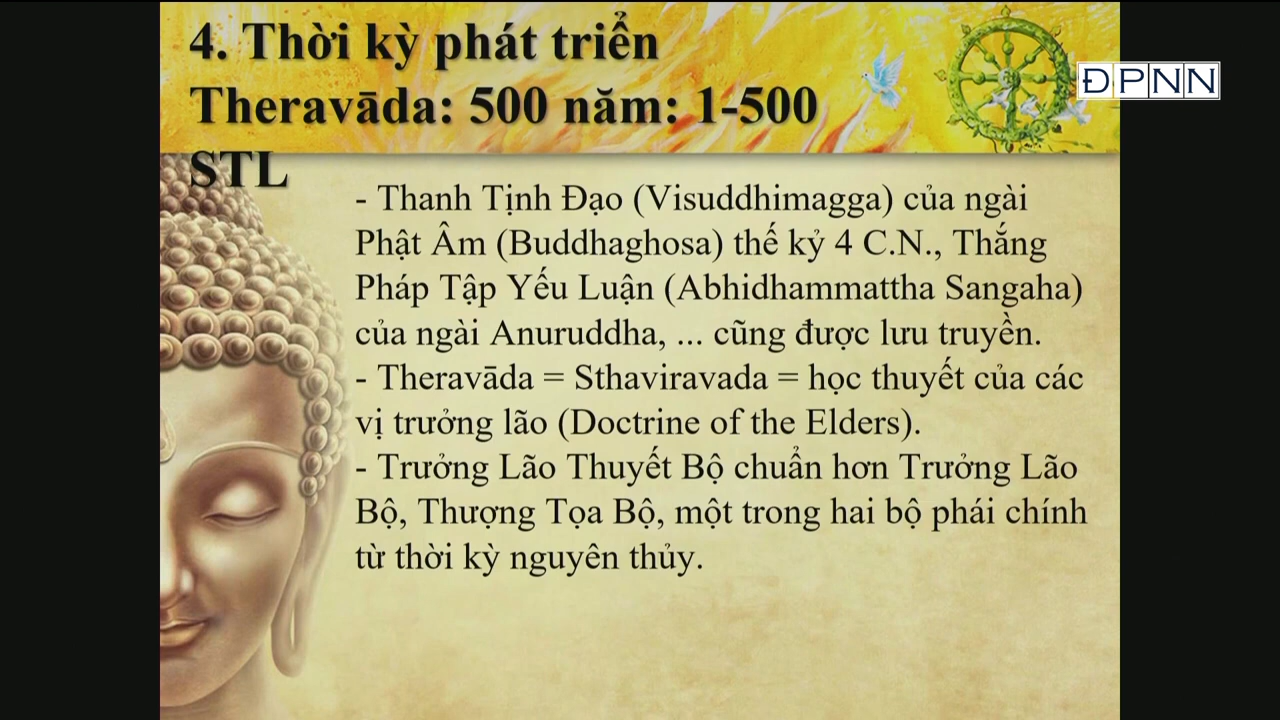 4. Thời kỳ phát triển
Theravāda: 500 năm: 1-500
STL
ĐPNN
- Thanh Tịnh Đạo (Visuddhimagga) của ngài
Phật Âm (Buddhaghosa) thế kỷ 4 C.N., Thắng
Pháp Tập Yếu Luận (Abhidhammattha Sangaha)
của ngài Anuruddha, ... cũng được lưu truyền.
- Theravāda = Sthaviravada = học thuyết của các
vị trưởng lão (Doctrine of the Elders).
- Trưởng Lão Thuyết Bộ chuẩn hơn Trưởng Lão
Bộ, Thượng Tọa Bộ, một trong hai bộ phái chính
từ thời kỳ nguyên thủy.